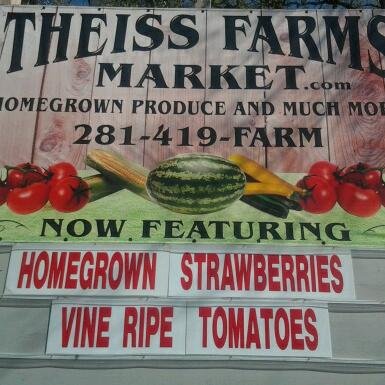 THEISS FARMS
MARKET.com
HOMEGROWN PRODUCE AND MUCH MO
281-419-FARM
NOW FEATURING
HOMEGROWN STRAWBERRIES
VINE RIPE TOMATOES